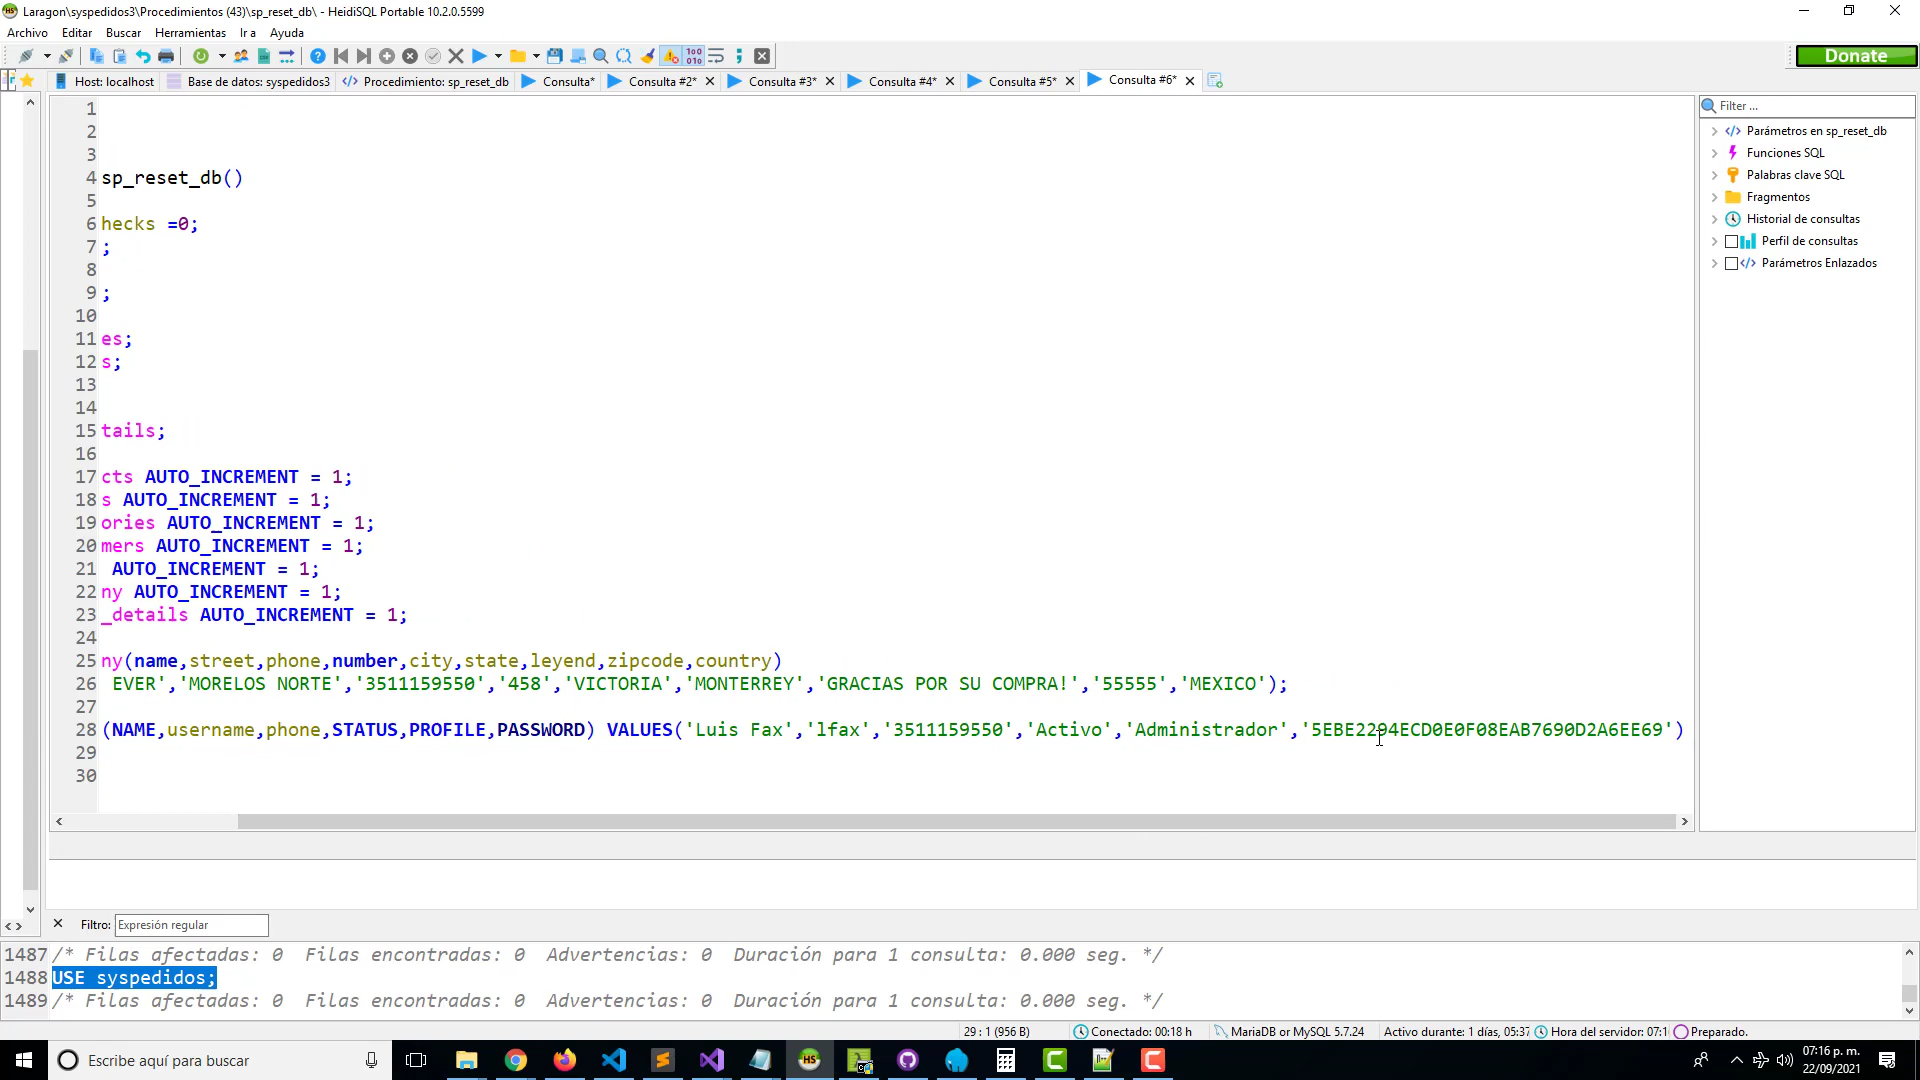 Laragon\syspedidos3\Procedimientos (43)\sp_reset_db\ - HeidiSQL Portable 10.2.0.5599
Archivo Editar Buscar Herramientas Ir a Ayuda
Donate
Host: localhost Base de datos: syspedidos3 Procedimiento: sp_reset_db Consulta* Consulta #2* Consulta #3* Consulta #4* Consulta #5* Consulta #6*
Filter ...
Parámetros en sp_reset_db
Funciones SQL
Palabras clave SQL
Fragmentos
Historial de consultas
Perfil de consultas
Parámetros Enlazados
1
2
3
4 sp_reset_db()
5
6 hecks =0;
7 ;
8
9 ;
10
11 es;
12 s;
13
14
15 tails;
16
17 cts AUTO_INCREMENT = 1;
18 s AUTO_INCREMENT = 1;
19 ories AUTO_INCREMENT = 1;
20 mers AUTO_INCREMENT = 1;
21 AUTO_INCREMENT = 1;
22 ny AUTO_INCREMENT = 1;
23 _details AUTO_INCREMENT = 1;
24
25 ny(name,street,phone,number,city,state,leyend,zipcode,country)
26 EVER','MORELOS NORTE','3511159550','458','VICTORIA','MONTERREY','GRACIAS POR SU COMPRA!','55555','MEXICO');
27
28 (NAME,username,phone,STATUS,PROFILE,PASSWORD) VALUES('Luis Fax','lfax','3511159550','Activo','Administrador','5EBE2294ECD0E0F08EAB7690D2A6EE69')
29
30
Filtro: Expresión regular
1487 /* Filas afectadas: 0 Filas encontradas: 0 Advertencias: 0 Duración para 1 consulta: 0.000 seg. */
1488 USE syspedidos;
1489 /* Filas afectadas: 0 Filas encontradas: 0 Advertencias: 0 Duración para 1 consulta: 0.000 seg. */
29 : 1 (956 B) Conectado: 00:18 h MariaDB or MySQL 5.7.24 Activo durante: 1 días, 05:37 Hora del servidor: 07:1 Preparado.
Escribe aquí para buscar
07:16 p. m.
22/09/2021